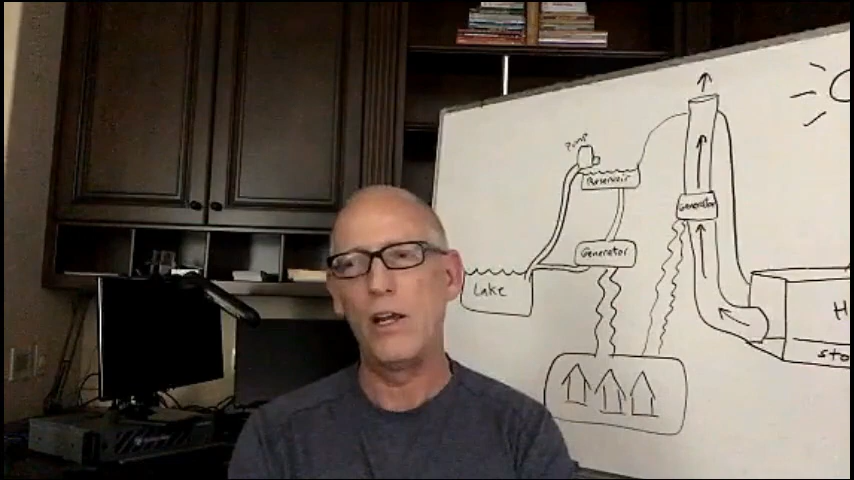 Pump
Reservoir
Generator
Generator
Lake
H
sto